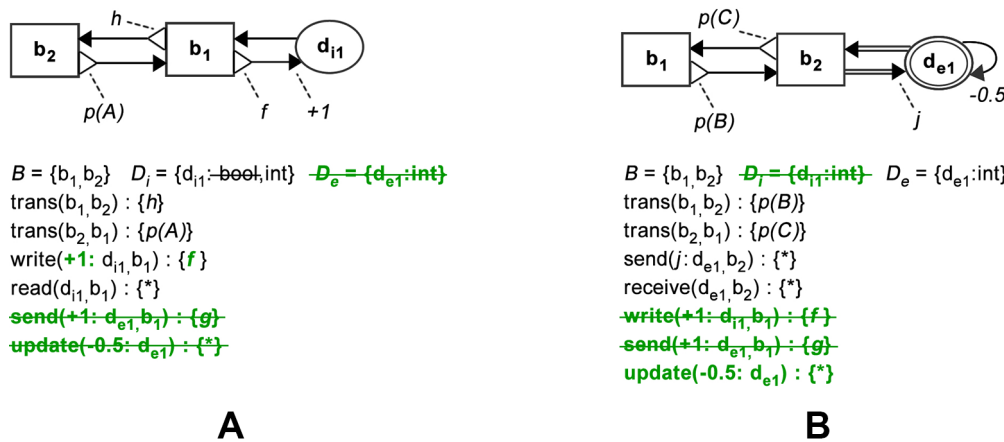 h
b2
b1
di1
p(A)
f
+1
B = {b1,b2} Di = {di1: bool,int} De = {de1:int}
trans(b1,b2) : {h}
trans(b2,b1) : {p(A)}
write(+1: di1,b1) : {f }
read(di1,b1) : {*}
send(+1: de1,b1) : {g}
update(-0.5: de1) : {*}
A
p(C)
b1
b2
de1
-0.5
p(B)
j
B = {b1,b2} Di = {di1:int} De = {de1:int}
trans(b1,b2) : {p(B)}
trans(b2,b1) : {p(C)}
send(j: de1,b2) : {*}
receive(de1,b2) : {*}
write(+1: di1,b1) : {f }
send(+1: de1,b1) : {g}
update(-0.5: de1) : {*}
B